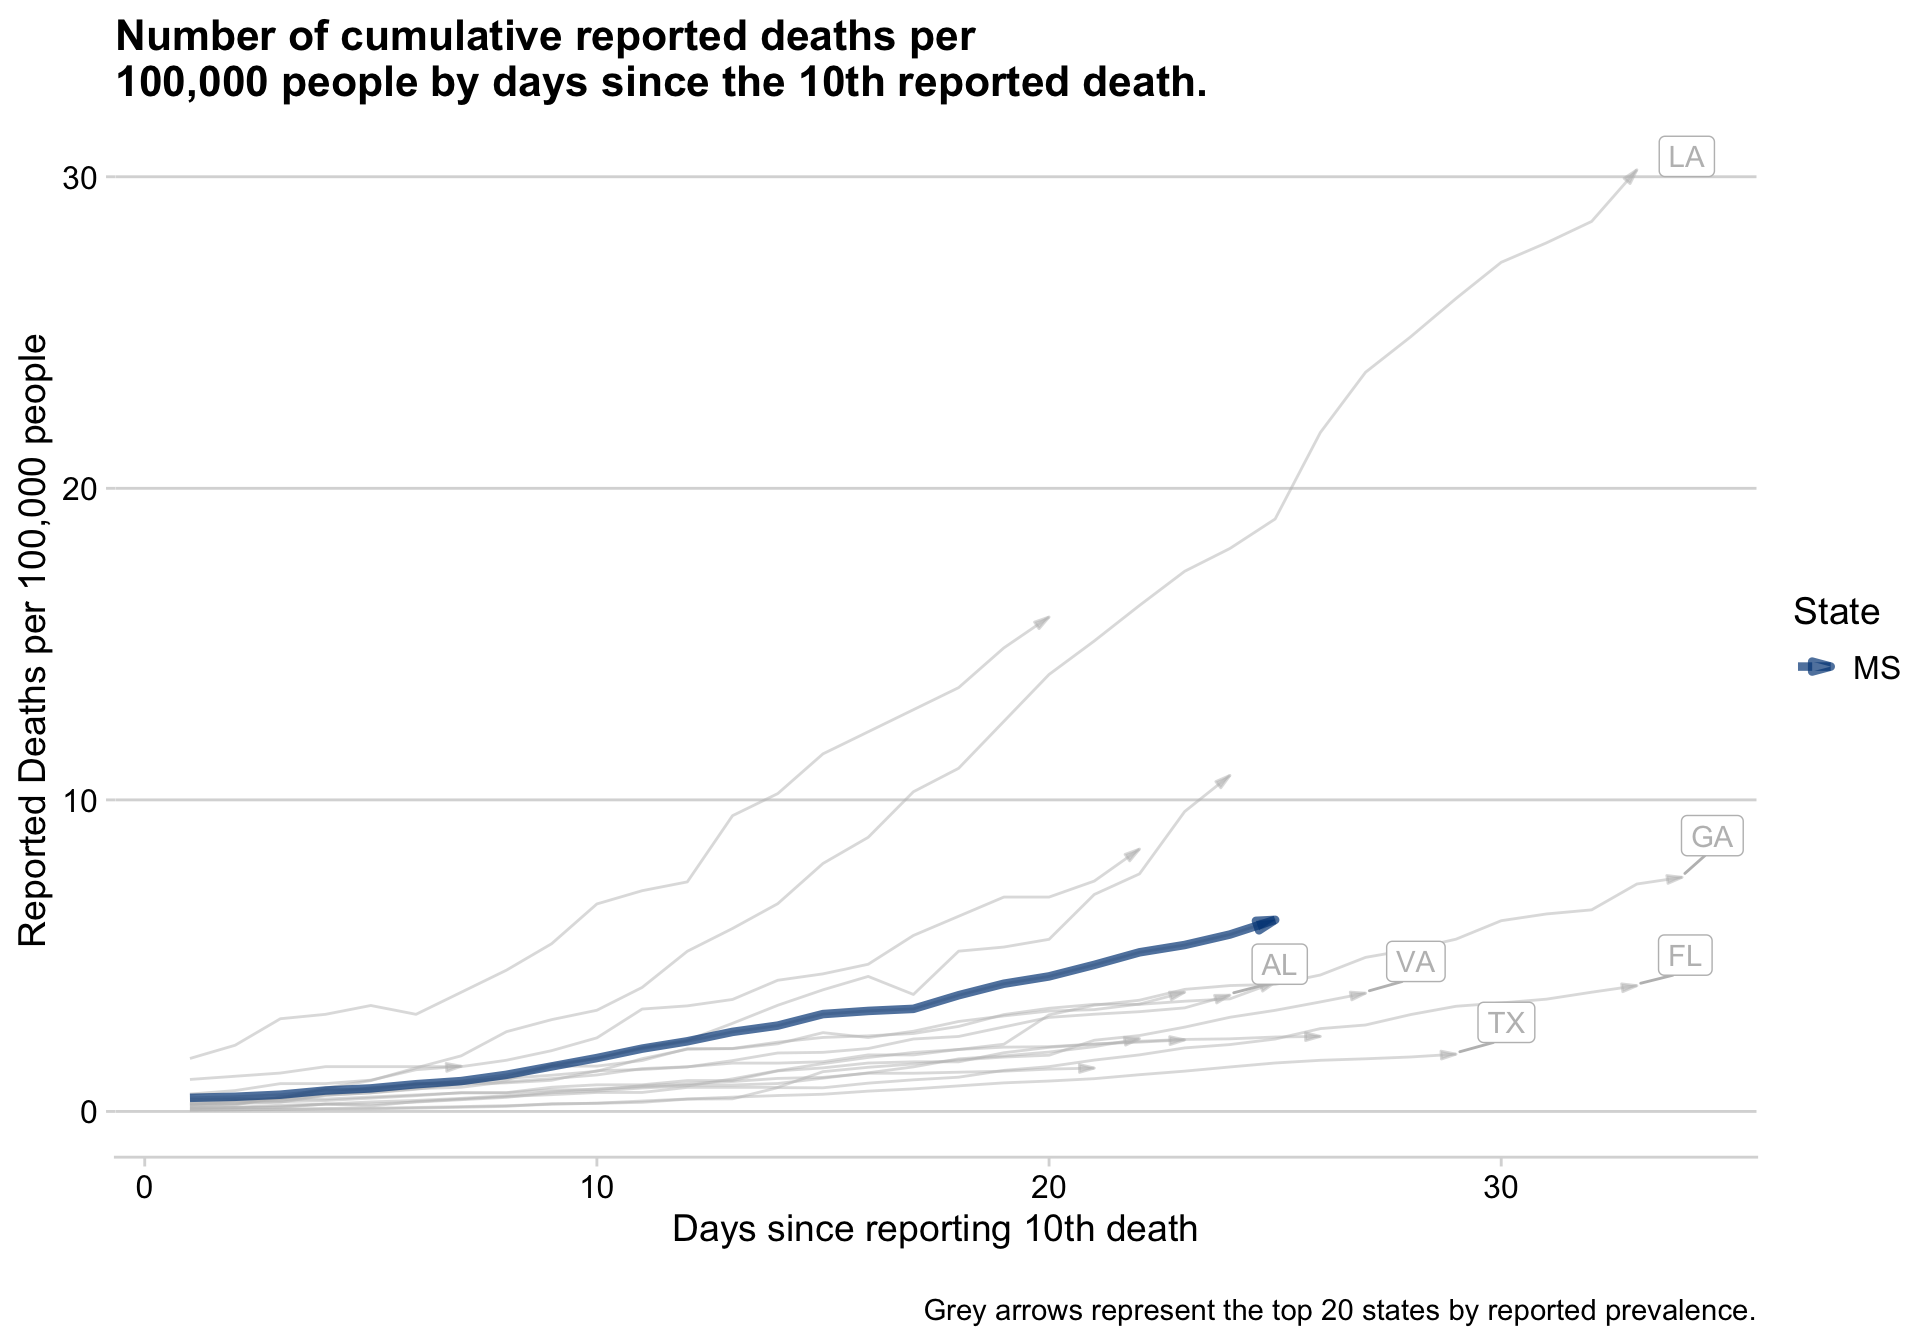 Number of cumulative reported deaths per
100,000 people by days since the 10th reported death.
Reported Deaths per 100,000 people
30
20
10
0
LA
GA
FL
VA
AL
TX
State
MS
0
10
20
30
Days since reporting 10th death
Grey arrows represent the top 20 states by reported prevalence.